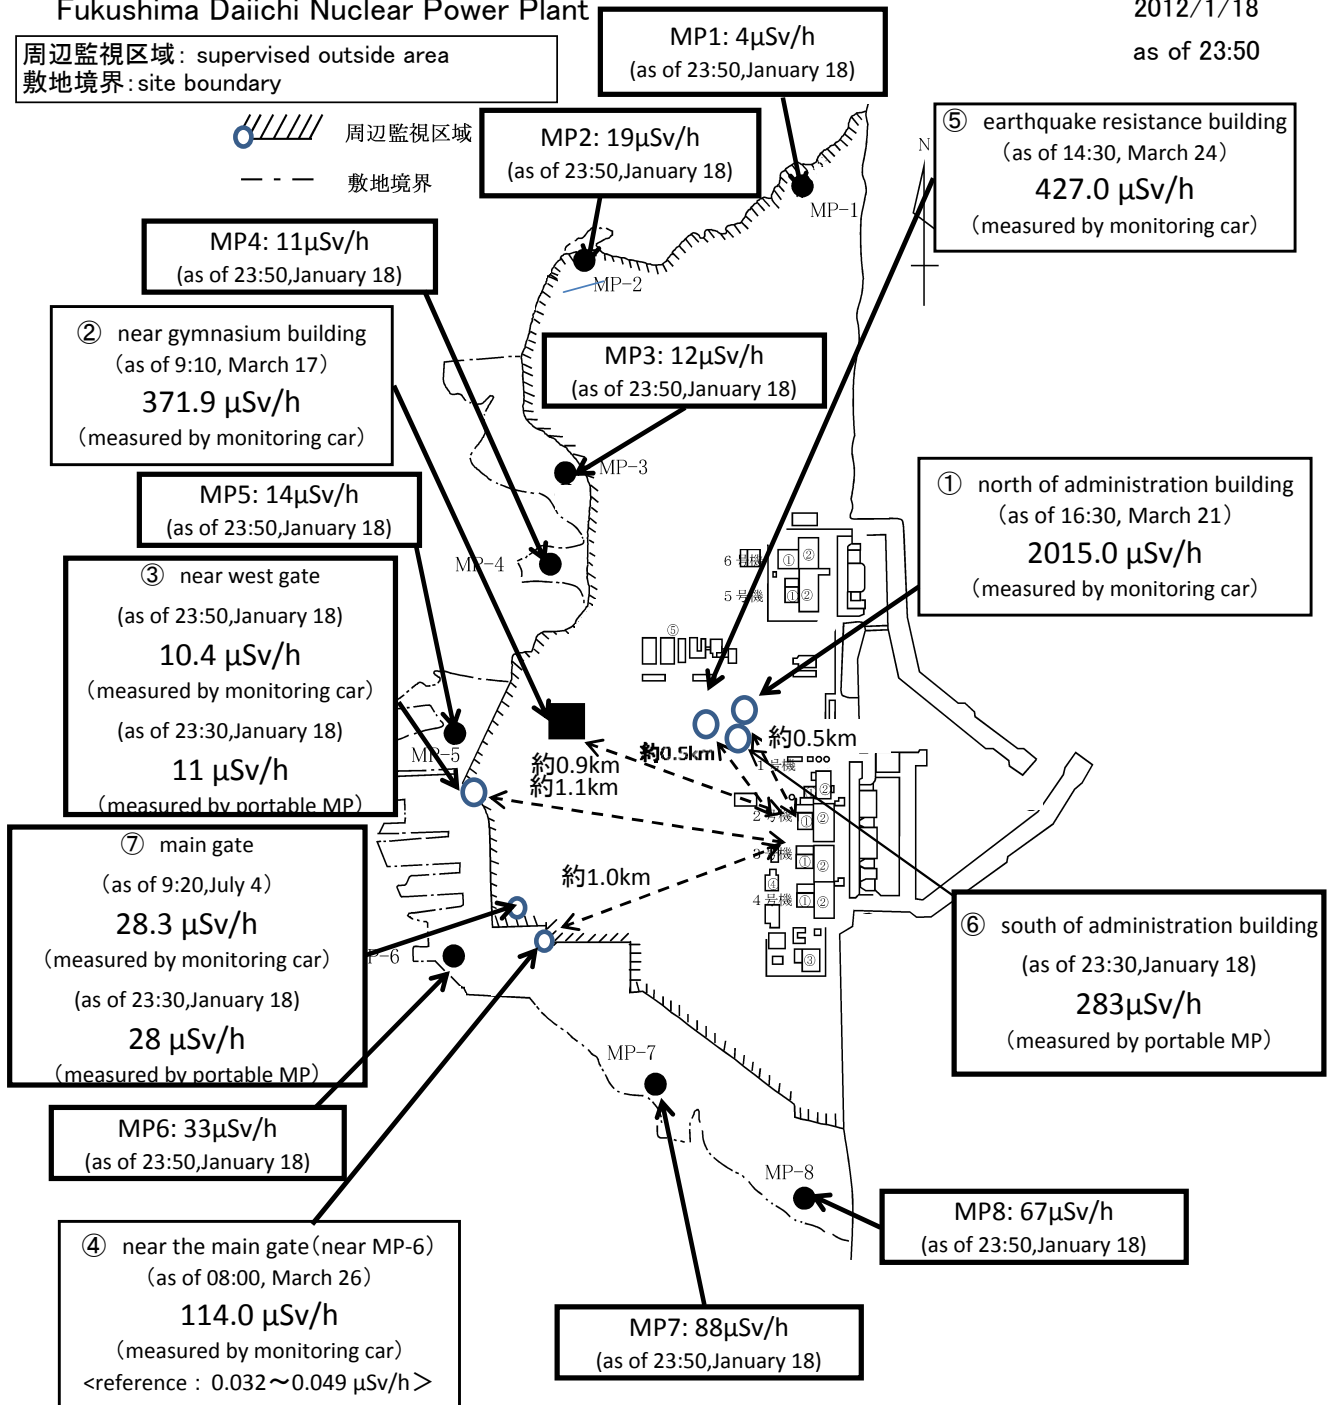 Fukushima Daiichi Nuclear Power Plant
2012/1/18
as of 23:50
周辺監視区域: supervised outside area
敷地境界:site boundary
周辺監視区域
敷地境界
MP1: 4μSv/h
(as of 23:50,January 18)
MP2: 19μSv/h
(as of 23:50,January 18)
⑤ earthquake resistance building
(as of 14:30, March 24)
427.0 μSv/h
(measured by monitoring car)
N
MP-1
MP4: 11μSv/h
(as of 23:50,January 18)
MP-2
② near gymnasium building
(as of 9:10, March 17)
371.9 μSv/h
(measured by monitoring car)
MP3: 12μSv/h
(as of 23:50,January 18)
MP-3
① north of administration building
(as of 16:30, March 21)
2015.0 μSv/h
(measured by monitoring car)
MP5: 14μSv/h
(as of 23:50,January 18)
MP-4
6号機
① ②
5号機
① ②
③ near west gate
(as of 23:50,January 18)
10.4 μSv/h
(measured by monitoring car)
(as of 23:30,January 18)
11 μSv/h
(measured by portable MP)
⑤
MP-5
約0.9km
約1.1km
約0.5km
約0.5km
1号機
②
2号機
① ②
3号機
① ②
④
4号機
① ②
③
約1.0km
⑦ main gate
(as of 9:20,July 4)
28.3 μSv/h
(measured by monitoring car)
(as of 23:30,January 18)
28 μSv/h
(measured by portable MP)
P-6
⑥ south of administration building
(as of 23:30,January 18)
283μSv/h
(measured by portable MP)
MP-7
MP6: 33μSv/h
(as of 23:50,January 18)
MP-8
MP8: 67μSv/h
(as of 23:50,January 18)
④ near the main gate(near MP-6)
(as of 08:00, March 26)
114.0 μSv/h
(measured by monitoring car)
<reference : 0.032～0.049 μSv/h>
MP7: 88μSv/h
(as of 23:50,January 18)